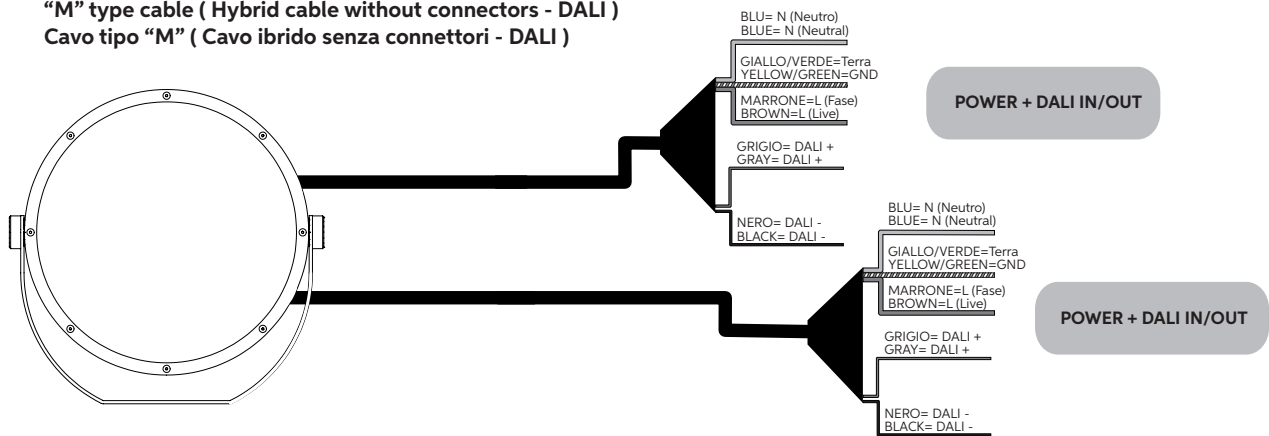 “M” type cable ( Hybrid cable without connectors - DALI )
Cavo tipo “M” ( Cavo ibrido senza connettori - DALI )
BLU= N (Neutro)
BLUE= N (Neutral)
GIALLO/VERDE=Terra
YELLOW/GREEN=GND
MARRONE=L (Fase)
BROWN=L (Live)
GRIGIO= DALI +
GRAY= DALI +
NERO= DALI -
BLACK= DALI -
POWER + DALI IN/OUT
BLU= N (Neutro)
BLUE= N (Neutral)
GIALLO/VERDE=Terra
YELLOW/GREEN=GND
MARRONE=L (Fase)
BROWN=L (Live)
GRIGIO= DALI +
GRAY= DALI +
NERO= DALI -
BLACK= DALI -
POWER + DALI IN/OUT